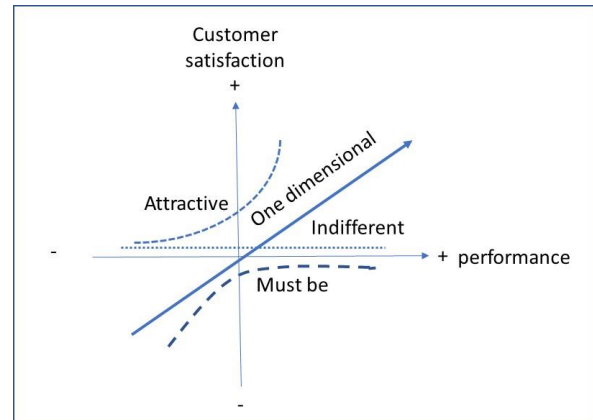 Customer
satisfaction
+
One dimensional
Attractive
Indifferent
-
+ performance
Must be
-